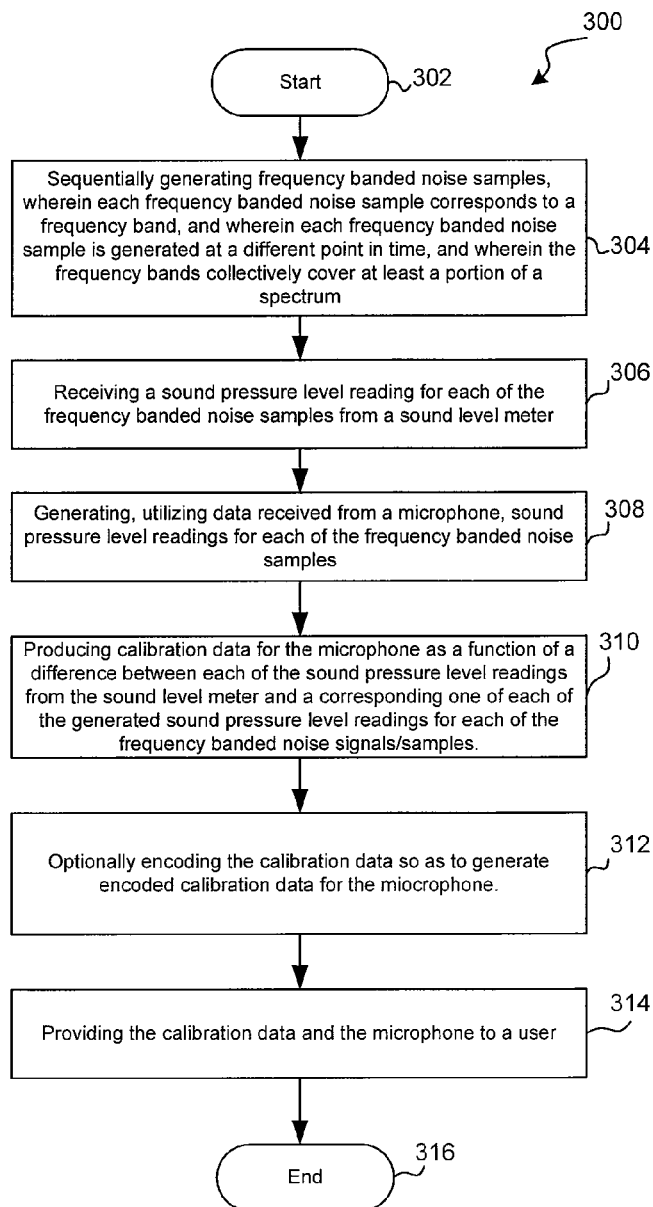 300
Start
302
Sequentially generating frequency banded noise samples,
wherein each frequency banded noise sample corresponds to a
frequency band, and wherein each frequency banded noise
sample is generated at a different point in time, and wherein the
frequency bands collectively cover at least a portion of a
spectrum
304
Receiving a sound pressure level reading for each of the
frequency banded noise samples from a sound level meter
306
Generating, utilizing data received from a microphone, sound
pressure level readings for each of the frequency banded noise
samples
308
Producing calibration data for the microphone as a function of a
difference between each of the sound pressure level readings
from the sound level meter and a corresponding one of each of
the generated sound pressure level readings for each of the
frequency banded noise signals/samples.
310
Optionally encoding the calibration data so as to generate
encoded calibration data for the miocrophone.
312
Providing the calibration data and the microphone to a user
314
End
316